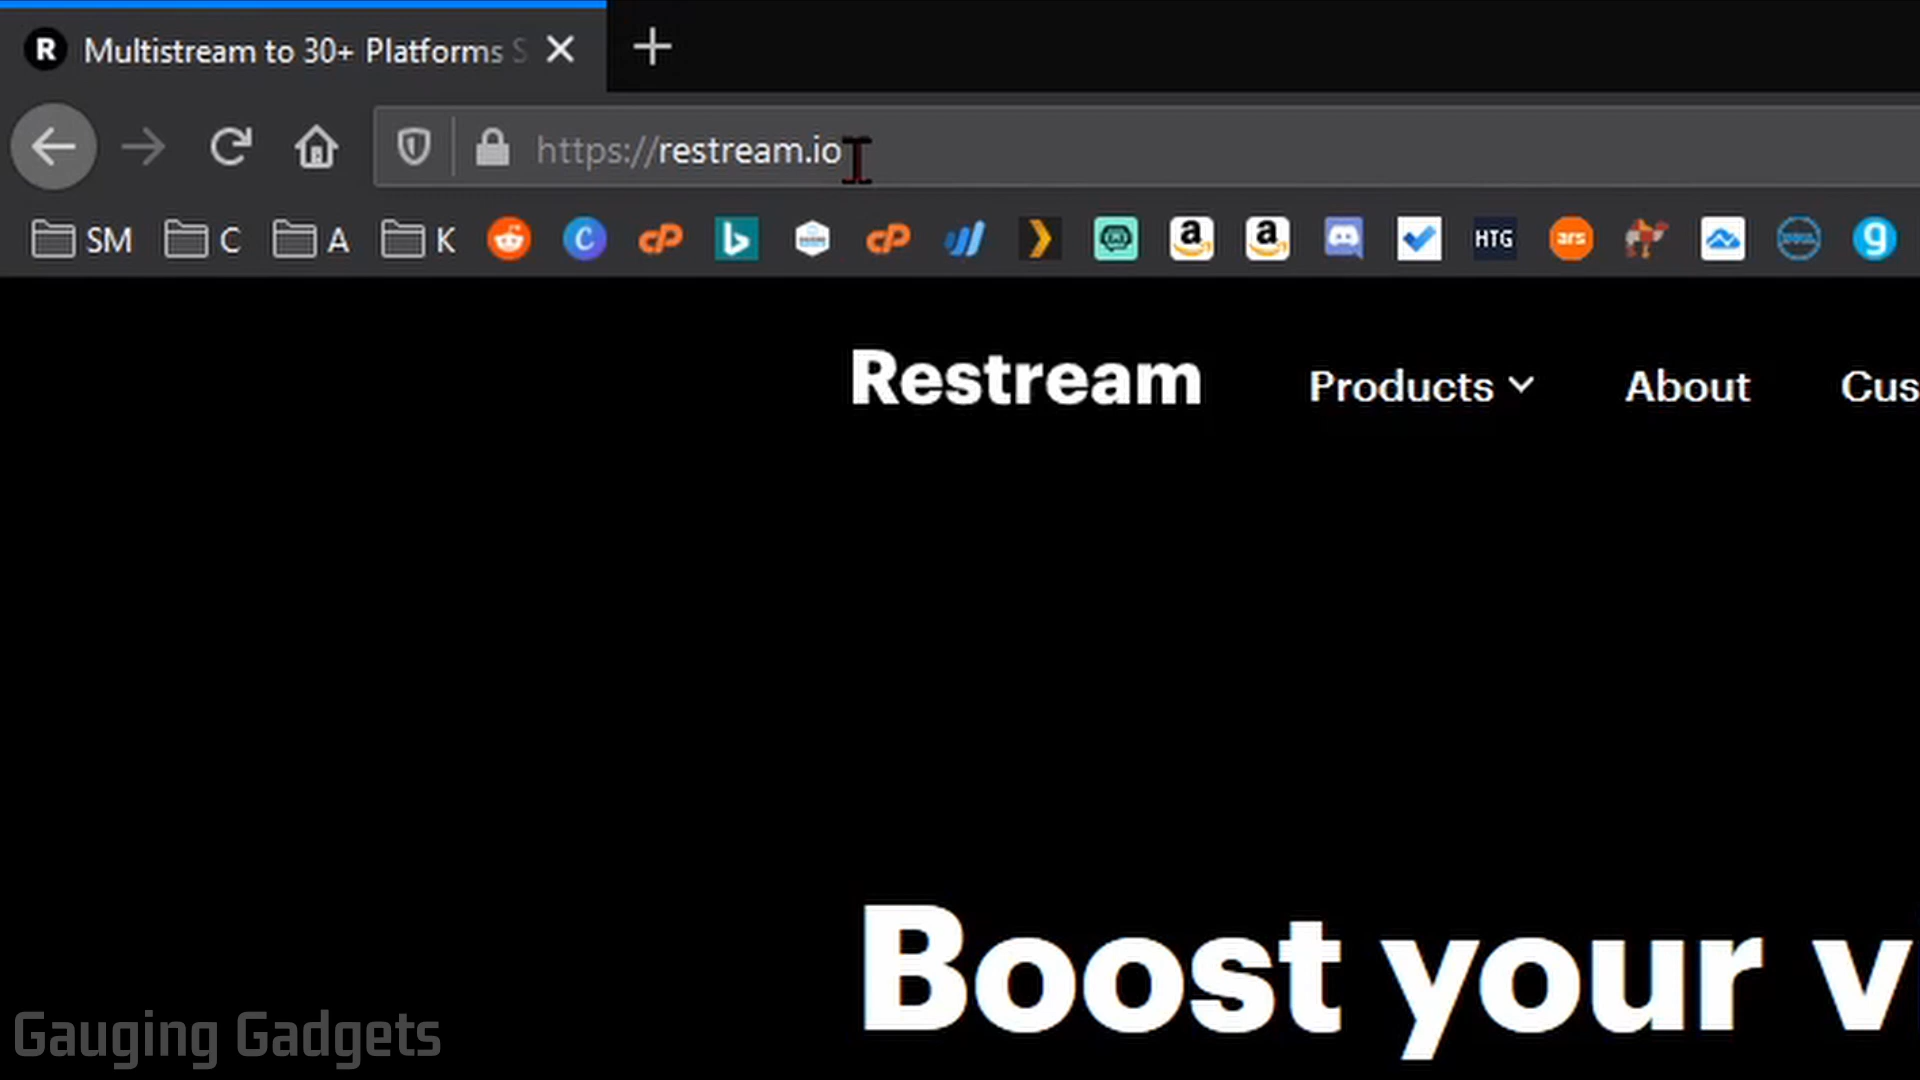 R Multistream to 30+ Platforms S
https://restream.io
SM C A K HTG ars
Restream Products About Cus
Boost your v
Gauging Gadgets